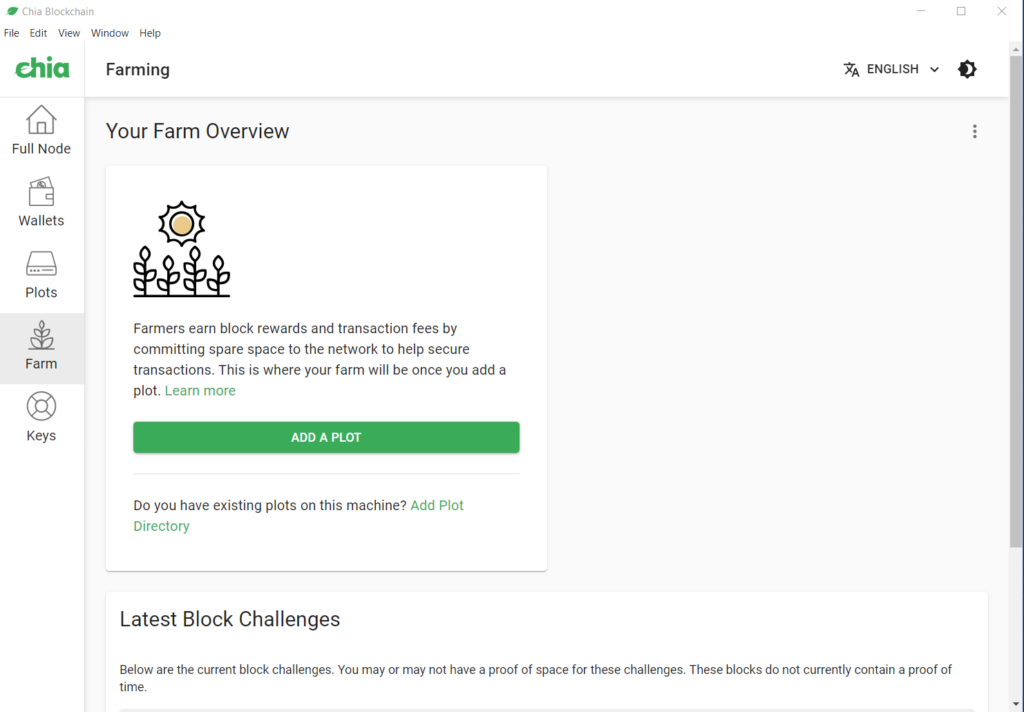 Chia Blockchain
File Edit View Window Help
chia
Farming
ENGLISH
Full Node
Wallets
Plots
Farm
Keys
Your Farm Overview
Farmers earn block rewards and transaction fees by
committing spare space to the network to help secure
transactions. This is where your farm will be once you add a
plot. Learn more
ADD A PLOT
Do you have existing plots on this machine? Add Plot
Directory
Latest Block Challenges
Below are the current block challenges. You may or may not have a proof of space for these challenges. These blocks do not currently contain a proof of
time.